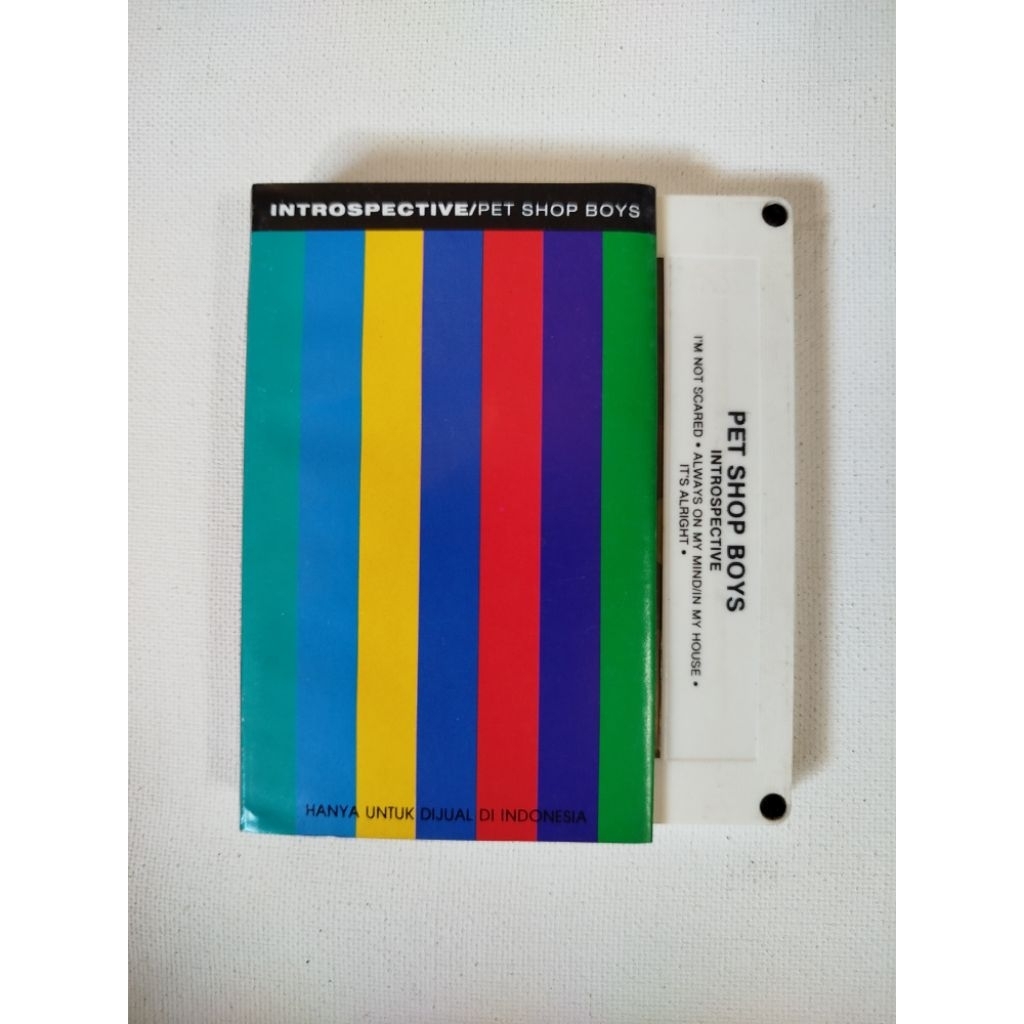 INTROSPECTIVE/PET SHOP BOYS
HANYA UNTUK DIJUAL DI INDONESIA
PET SHOP BOYS
INTROSPECTIVE
I'M NOT SCARED • ALWAYS ON MY MIND/IN MY HOUSE •
IT'S ALRIGHT •